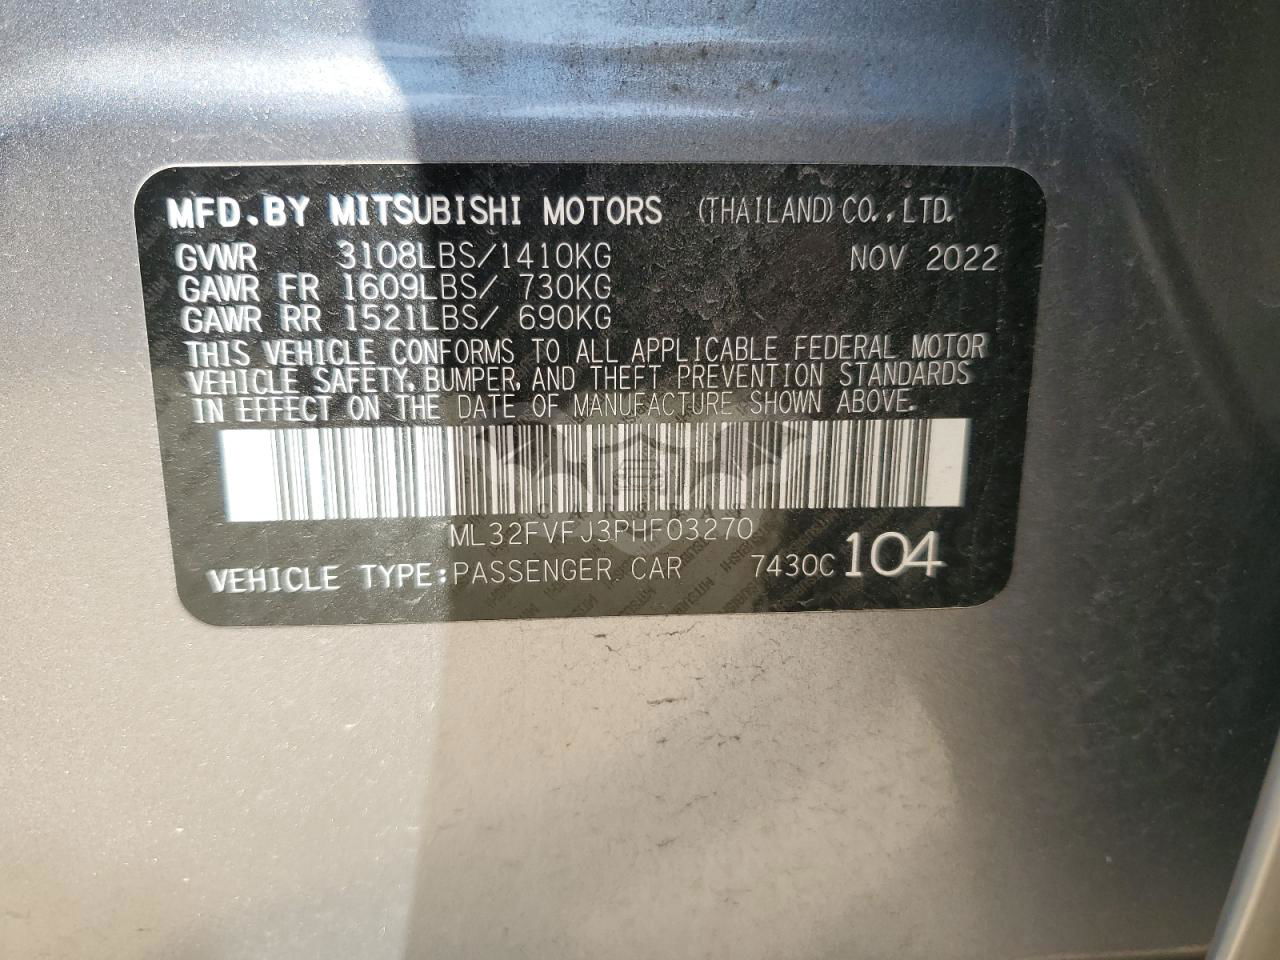 MFD.BY MITSUBISHI MOTORS (THAILAND) CO.,LTD.
GVWR 3108LBS/1410KG NOV 2022
GAWR FR 1609LBS/ 730KG
GAWR RR 1521LBS/ 690KG
THIS VEHICLE CONFORMS TO ALL APPLICABLE FEDERAL MOTOR
VEHICLE SAFETY, BUMPER, AND THEFT PREVENTION STANDARDS
IN EFFECT ON THE DATE OF MANUFACTURE SHOWN ABOVE.
ML32FVFJ3PHF03270
VEHICLE TYPE:PASSENGER CAR 7430C 104